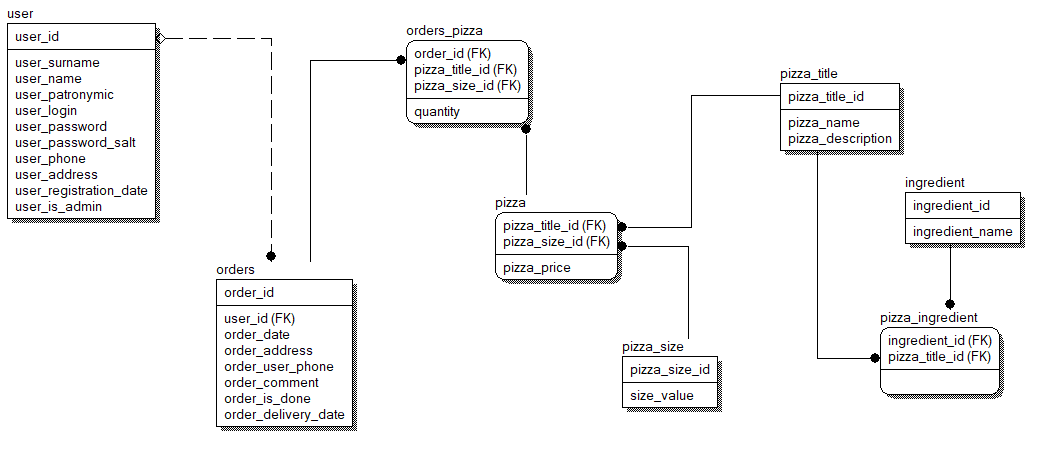 user
user_id
user_surname
user_name
user_patronymic
user_login
user_password
user_password_salt
user_phone
user_address
user_registration_date
user_is_admin
orders_pizza
order_id (FK)
pizza_title_id (FK)
pizza_size_id (FK)
quantity
pizza_title
pizza_title_id
pizza_name
pizza_description
ingredient
ingredient_id
ingredient_name
pizza
pizza_title_id (FK)
pizza_size_id (FK)
pizza_price
orders
order_id
user_id (FK)
order_date
order_address
order_user_phone
order_comment
order_is_done
order_delivery_date
pizza_size
pizza_size_id
size_value
pizza_ingredient
ingredient_id (FK)
pizza_title_id (FK)